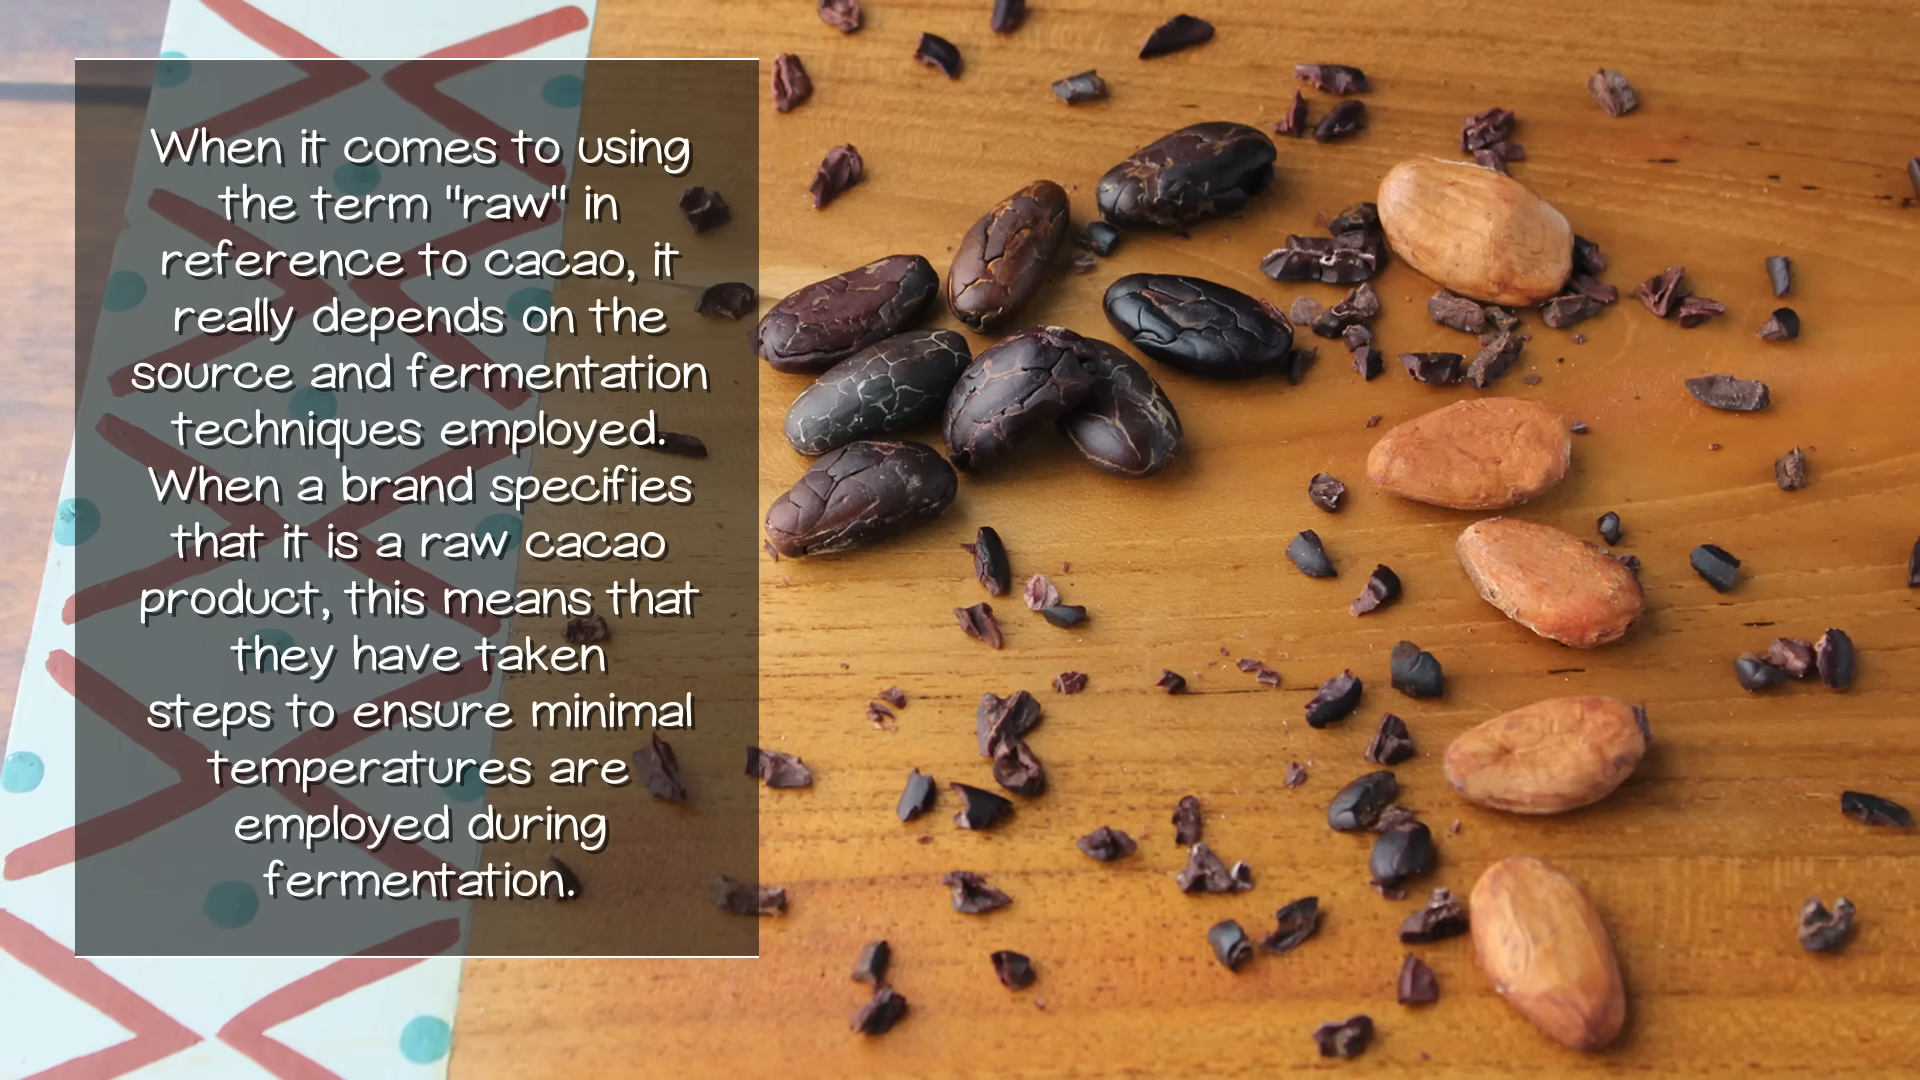 When it comes to using
the term "raw" in
reference to cacao, it
really depends on the
source and fermentation
techniques employed.
When a brand specifies
that it is a raw cacao
product, this means that
they have taken
steps to ensure minimal
temperatures are
employed during
fermentation.